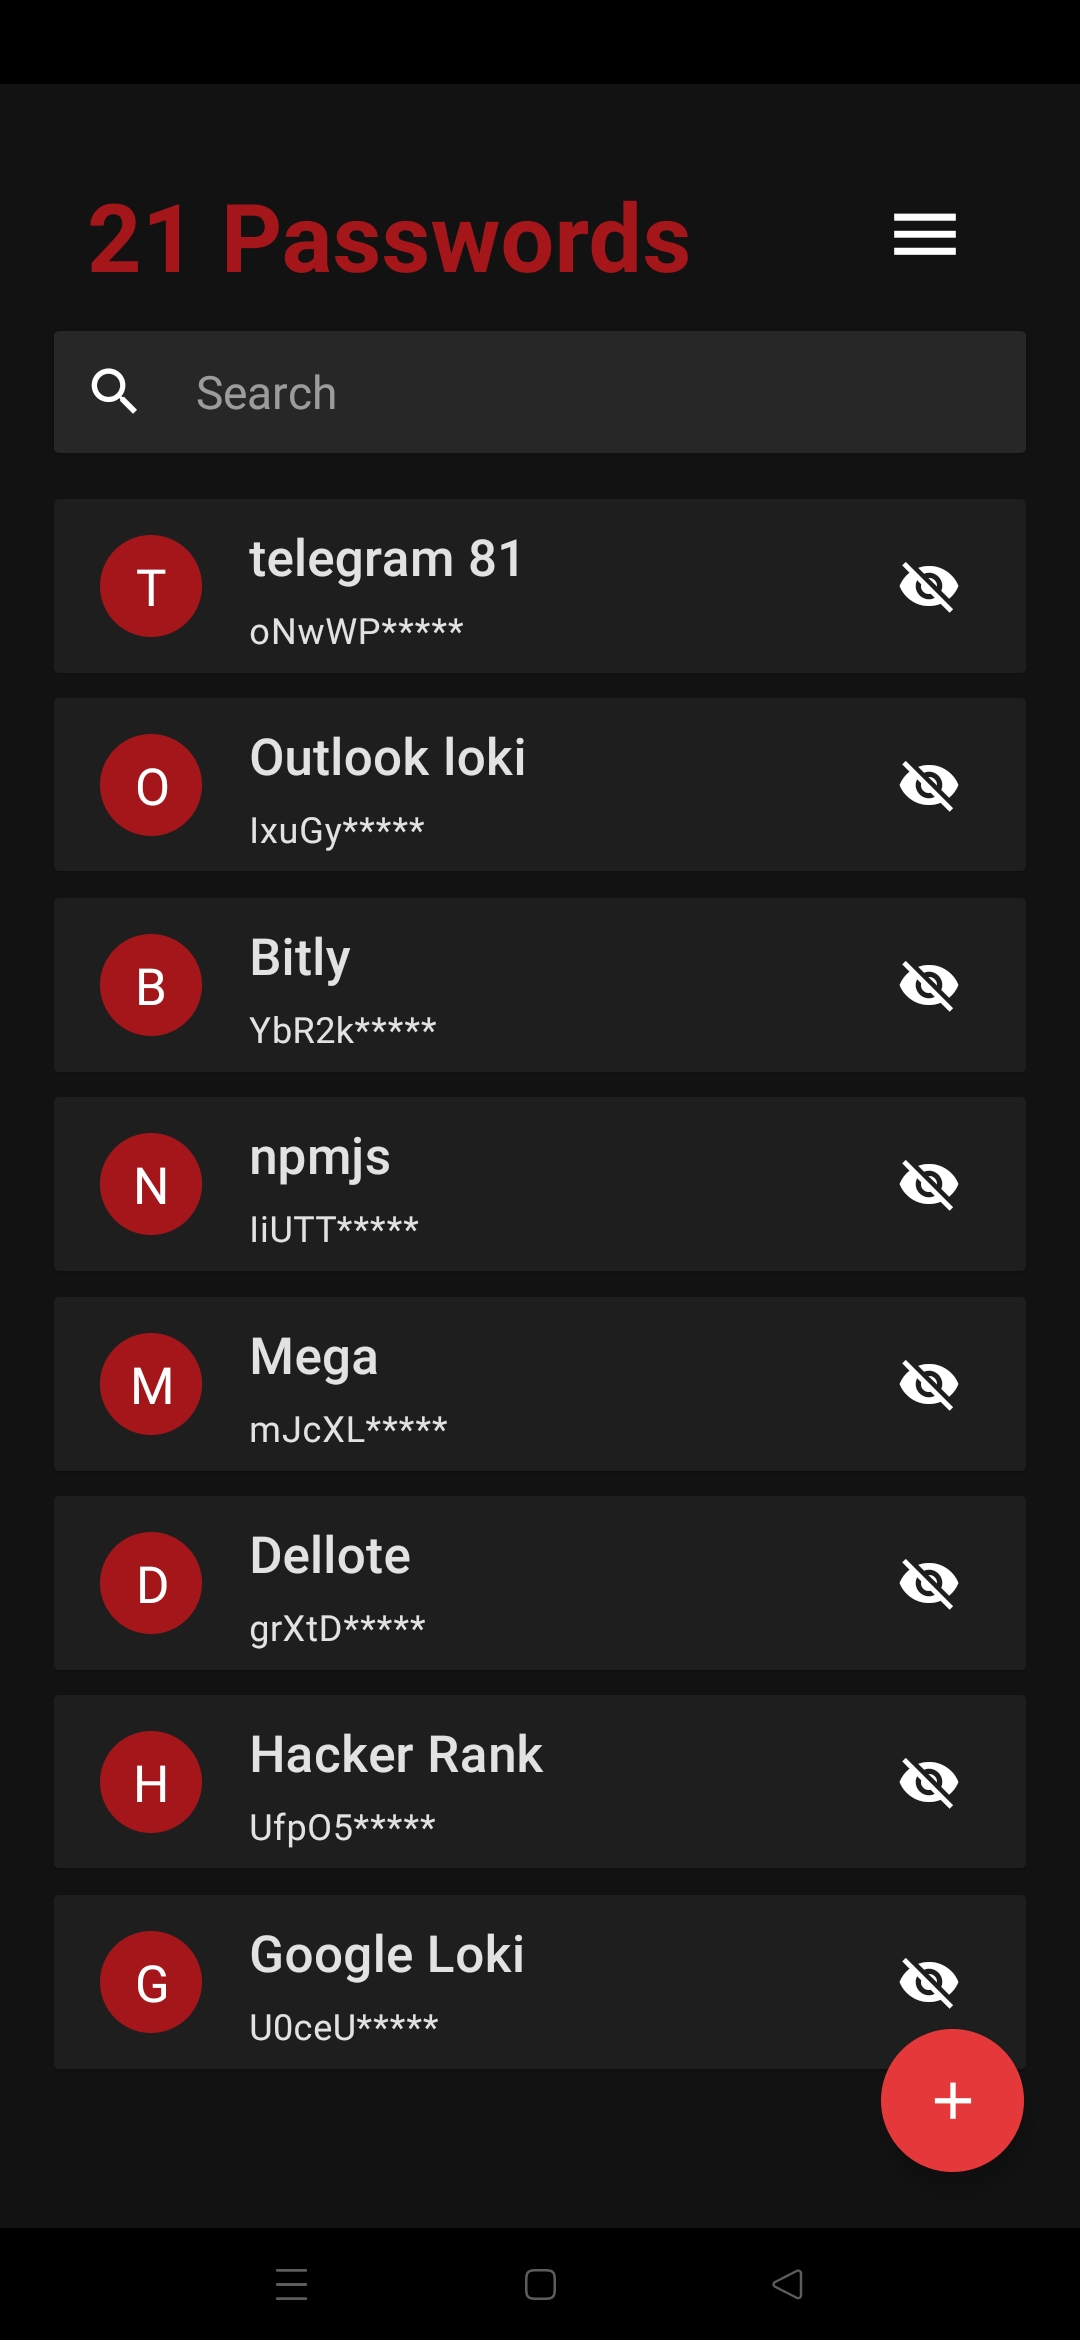 21 Passwords
Search
T
telegram 81
oNwWP*****
O
Outlook loki
IxuGy*****
B
Bitly
YbR2k*****
N
npmjs
IiUTT*****
M
Mega
mJcXL*****
D
Dellote
grXtD*****
H
Hacker Rank
UfpO5*****
G
Google Loki
U0ceU*****
+